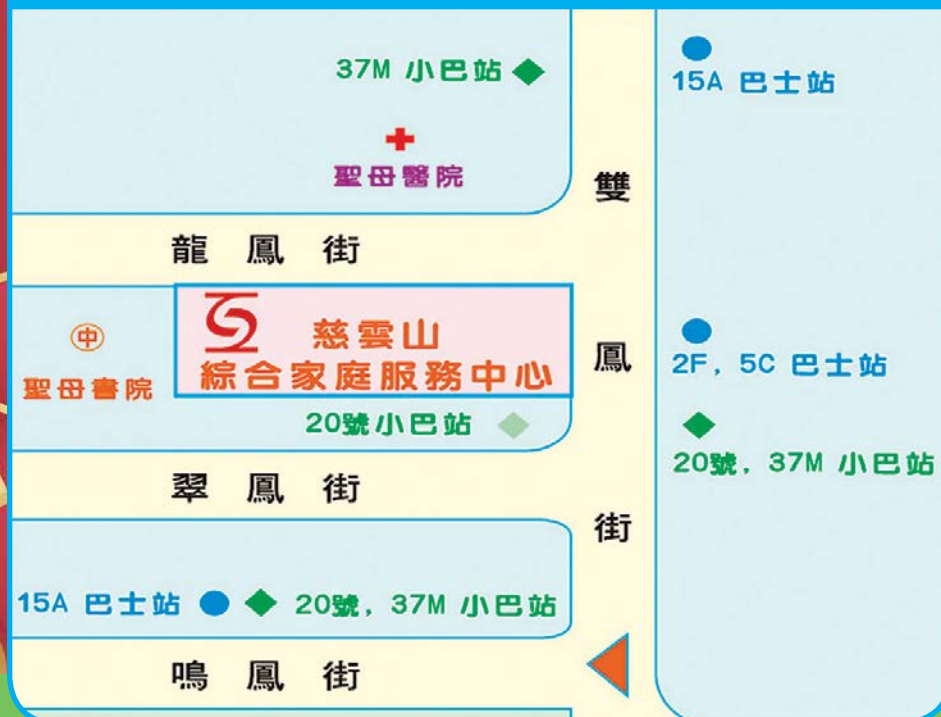 37M 小巴站
15A 巴士站
聖母醫院
雙鳳街
龍鳳街
中
慈雲山
綜合家庭服務中心
聖母書院
2F, 5C 巴士站
20號小巴站
20號, 37M 小巴站
翠鳳街
15A 巴士站
20號, 37M 小巴站
鳴鳳街